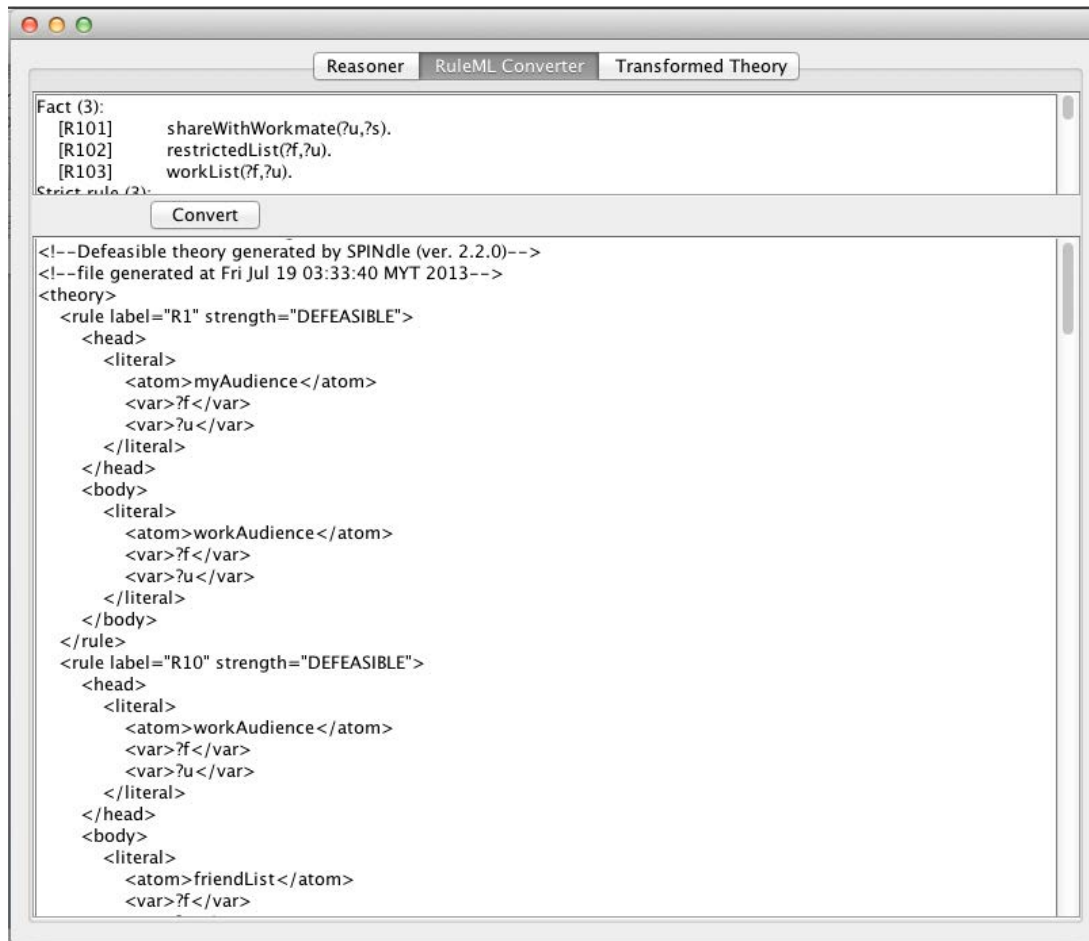 Reasoner RuleML Converter Transformed Theory
Fact (3):
[R101] shareWithWorkmate(?u,?s).
[R102] restrictedList(?f,?u).
[R103] workList(?f,?u).
Strict rule (3):
Convert
<!--Defeasible theory generated by SPINdle (ver. 2.2.0)-->
<!--file generated at Fri Jul 19 03:33:40 MYT 2013-->
<theory>
<rule label="R1" strength="DEFEASIBLE">
<head>
<literal>
<atom>myAudience</atom>
<var>?f</var>
<var>?u</var>
</literal>
</head>
<body>
<literal>
<atom>workAudience</atom>
<var>?f</var>
<var>?u</var>
</literal>
</body>
</rule>
<rule label="R10" strength="DEFEASIBLE">
<head>
<literal>
<atom>workAudience</atom>
<var>?f</var>
<var>?u</var>
</literal>
</head>
<body>
<literal>
<atom>friendList</atom>
<var>?f</var>